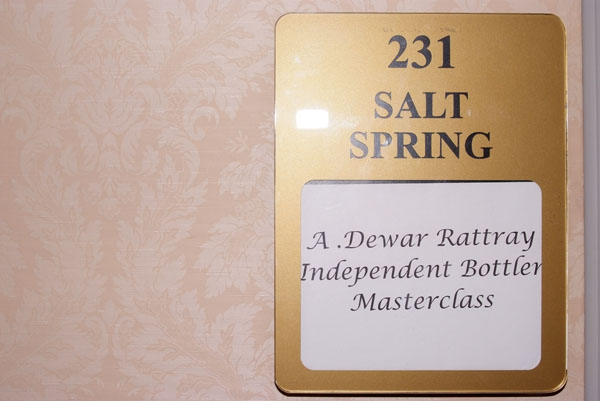 231
SALT
SPRING
A .Dewar Rattray
Independent Bottler
Masterclass